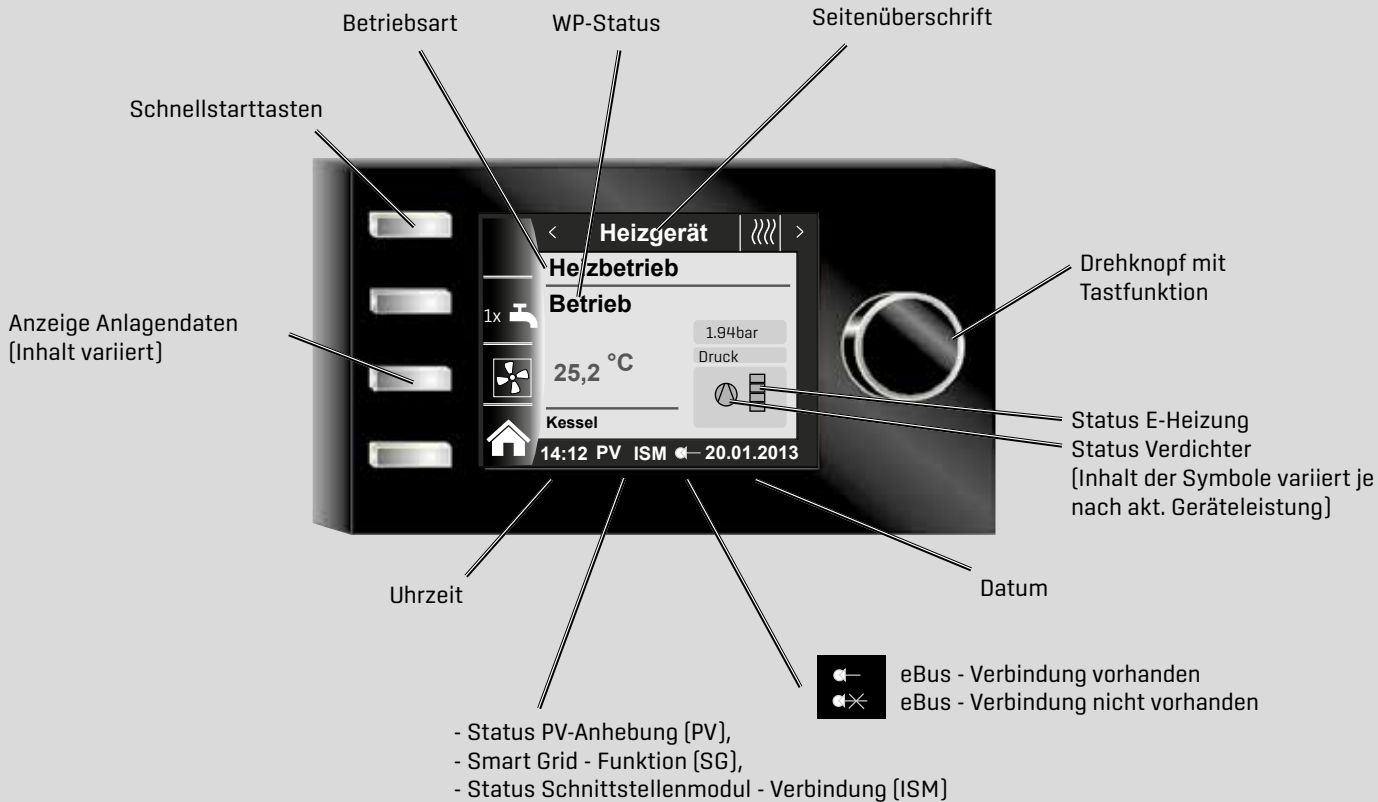 Betriebsart
WP-Status
Seitenüberschrift
Schnellstarttasten
Anzeige Anlagendaten
(Inhalt variiert)
< Heizgerät >
Heizbetrieb
Betrieb
1x
1.94bar
Druck
25,2 °C
Kessel
14:12 PV ISM 20.01.2013
Drehknopf mit
Tastfunktion
Status E-Heizung
Status Verdichter
(Inhalt der Symbole variiert je
nach akt. Geräteleistung)
Uhrzeit
Datum
eBus - Verbindung vorhanden
eBus - Verbindung nicht vorhanden
- Status PV-Anhebung (PV),
- Smart Grid - Funktion (SG),
- Status Schnittstellenmodul - Verbindung (ISM)